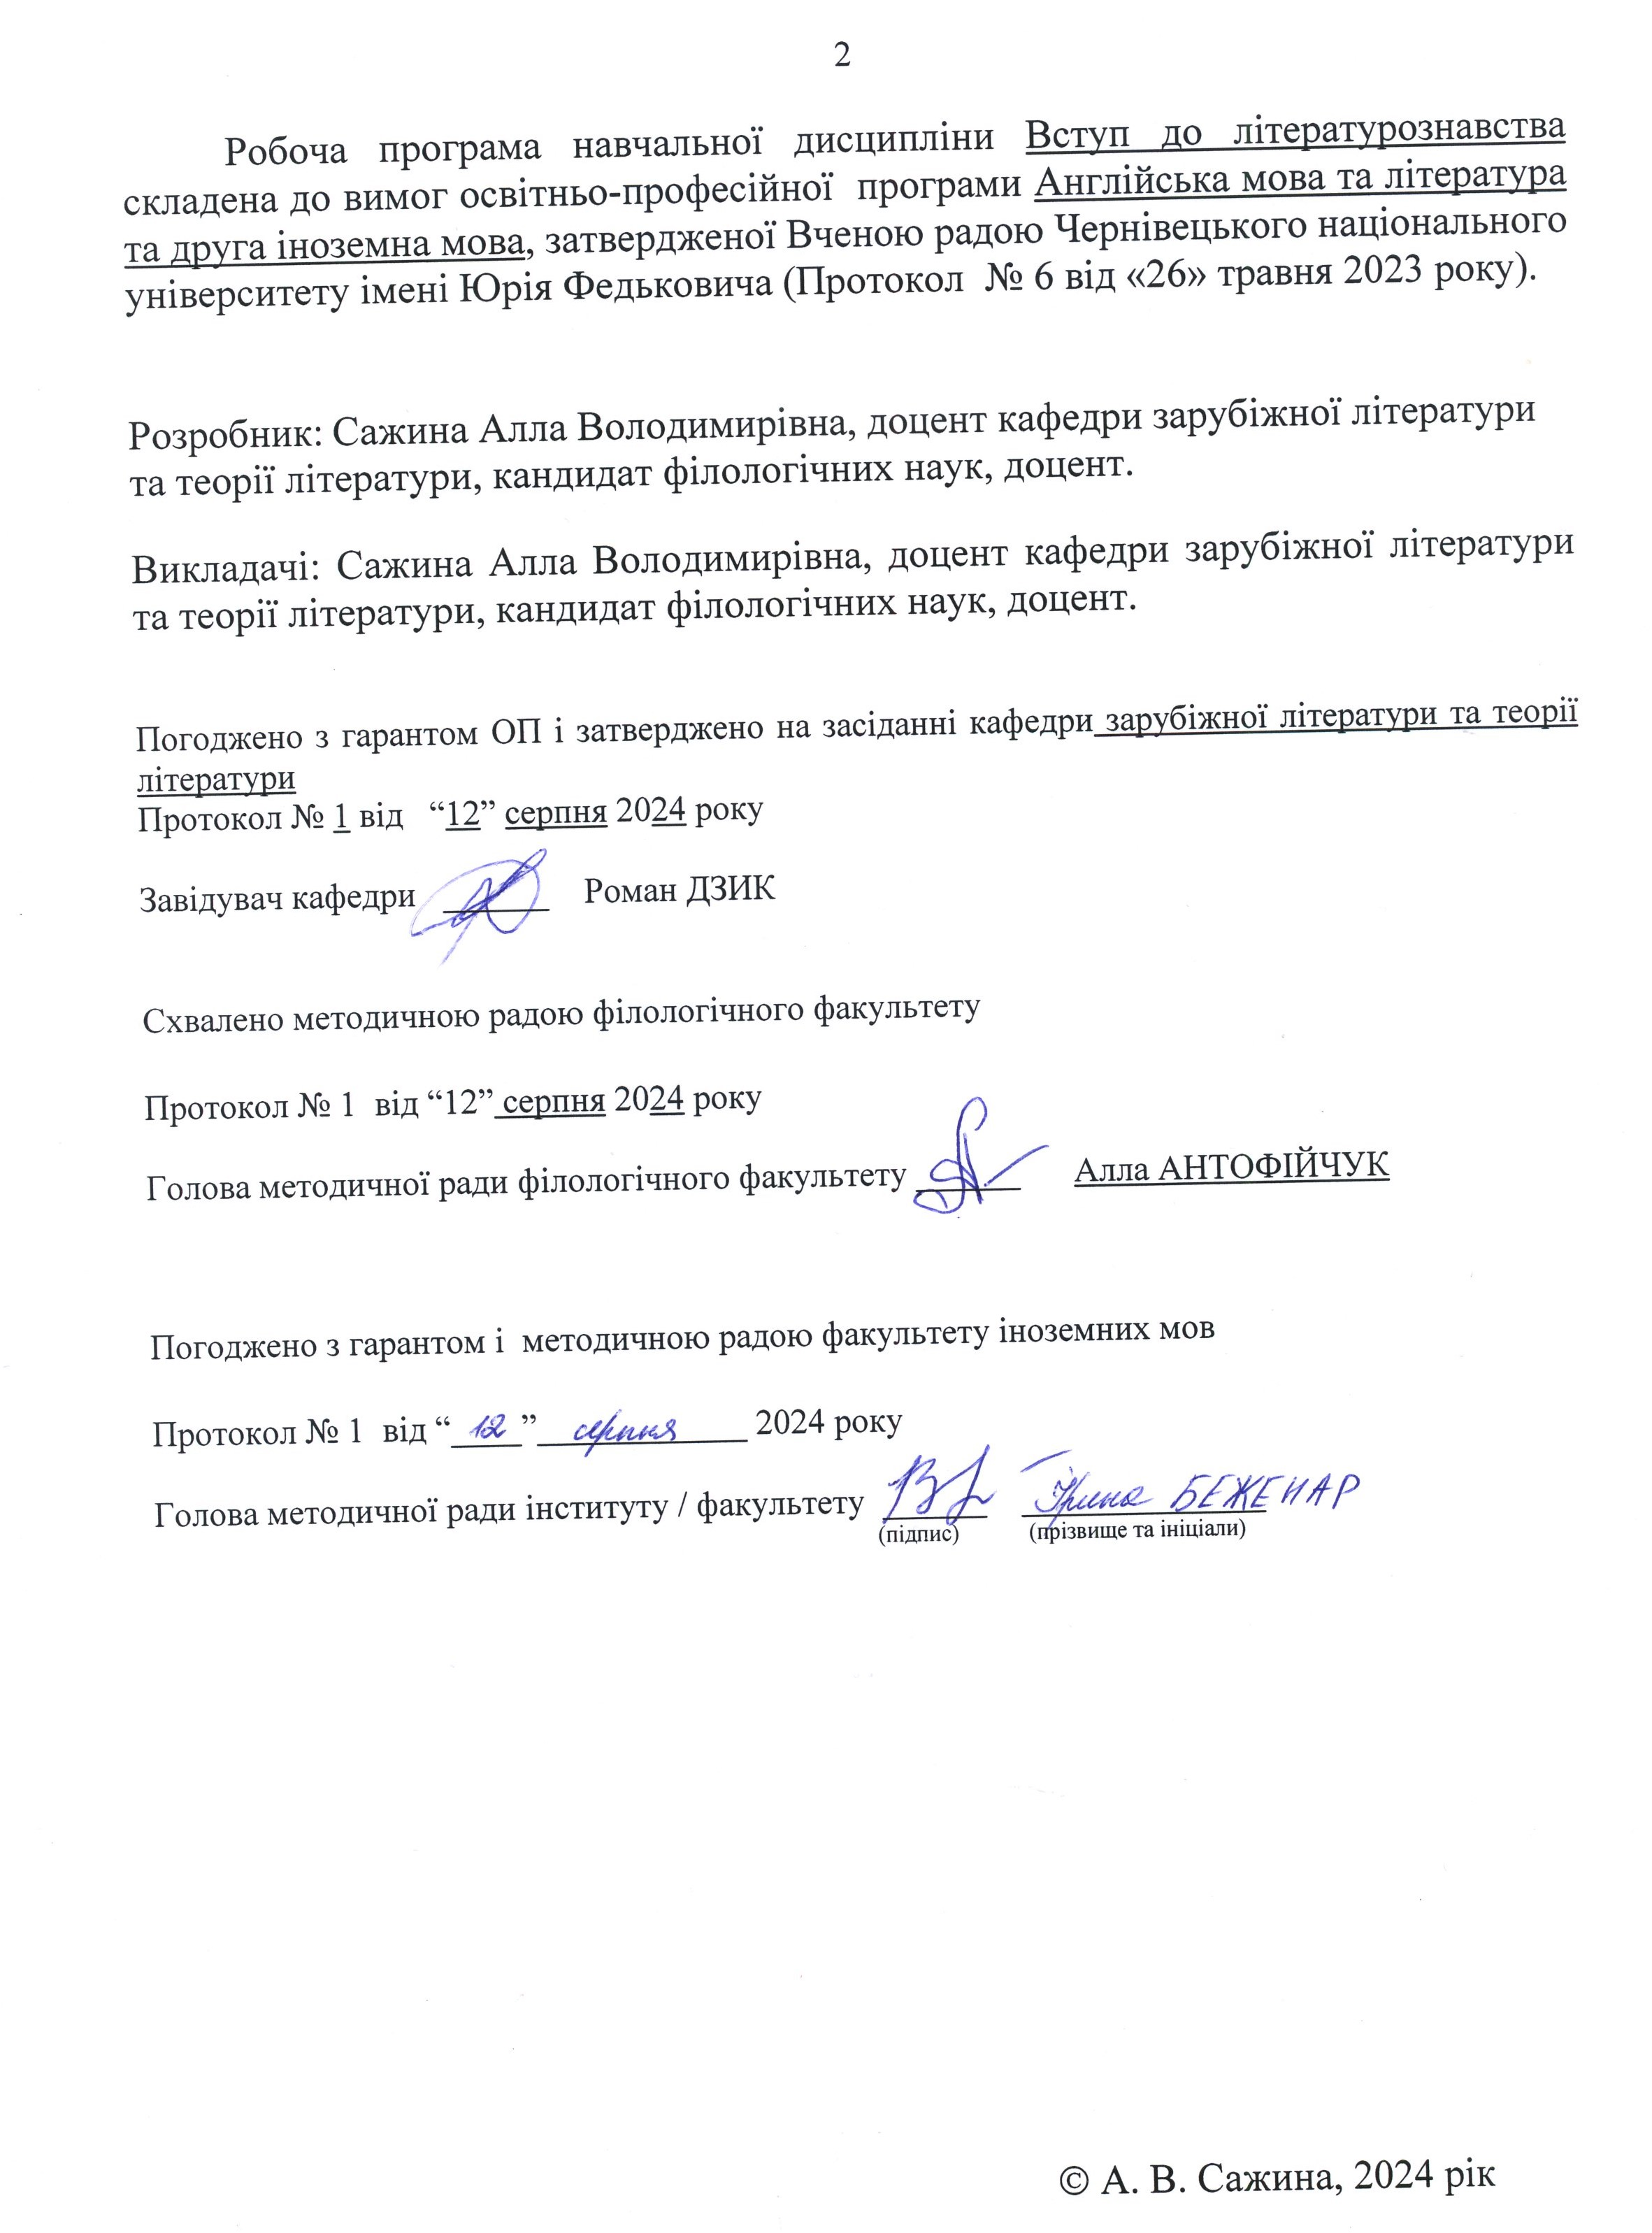 2
Робоча програма навчальної дисципліни Вступ до літературознавства
складена до вимог освітньо-професійної програми Англійська мова та література
та друга іноземна мова, затвердженої Вченою радою Чернівецького національного
університету імені Юрія Федьковича (Протокол № 6 від «26» травня 2023 року).
Розробник: Сажина Алла Володимирівна, доцент кафедри зарубіжної літератури
та теорії літератури, кандидат філологічних наук, доцент.
Викладачі: Сажина Алла Володимирівна, доцент кафедри зарубіжної літератури
та теорії літератури, кандидат філологічних наук, доцент.
Погоджено з гарантом ОП і затверджено на засіданні кафедри зарубіжної літератури та теорії
літератури
Протокол № 1 від “12” серпня 2024 року
Завідувач кафедри ______ Роман ДЗИК
Схвалено методичною радою філологічного факультету
Протокол № 1 від “12” серпня 2024 року
Голова методичної ради філологічного факультету ______ Алла АНТОФІЙЧУК
Погоджено з гарантом і методичною радою факультету іноземних мов
Протокол № 1 від “12” серпня 2024 року
Голова методичної ради інституту / факультету ______ Ірина БЕЖЕНАР
(підпис) (прізвище та ініціали)
© А. В. Сажина, 2024 рік